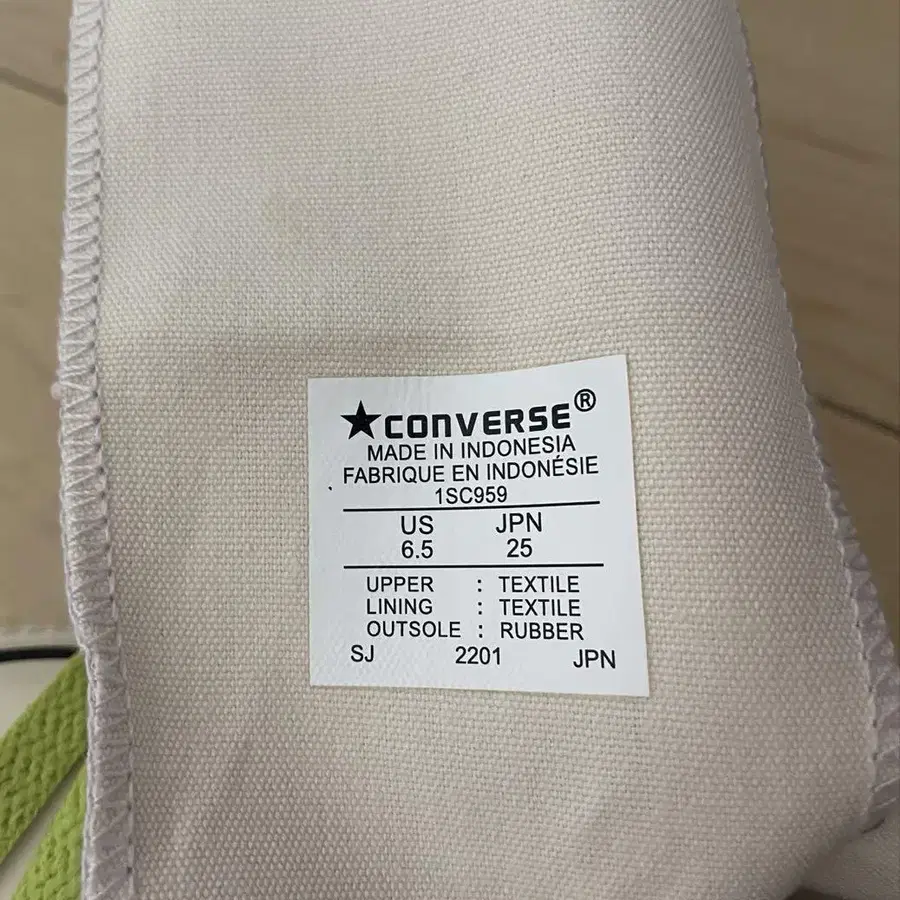 ★CONVERSE®
MADE IN INDONESIA
FABRIQUE EN INDONÉSIE
1SC959
US JPN
6.5 25
UPPER : TEXTILE
LINING : TEXTILE
OUTSOLE : RUBBER
SJ 2201 JPN